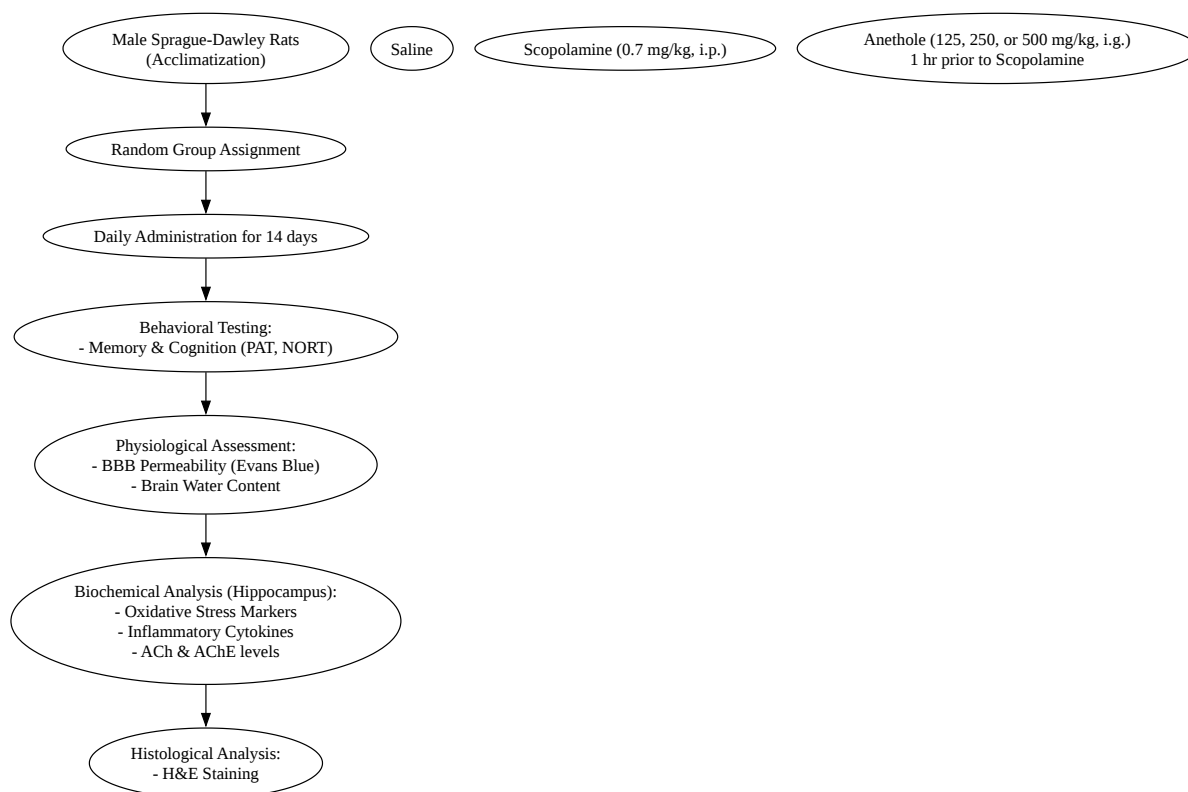 Male Sprague-Dawley Rats
(Acclimatization)
Saline
Scopolamine (0.7 mg/kg, i.p.)
Anethole (125, 250, or 500 mg/kg, i.g.)
1 hr prior to Scopolamine
Random Group Assignment
Daily Administration for 14 days
Behavioral Testing:
- Memory & Cognition (PAT, NORT)
Physiological Assessment:
- BBB Permeability (Evans Blue)
- Brain Water Content
Biochemical Analysis (Hippocampus):
- Oxidative Stress Markers
- Inflammatory Cytokines
- ACh & AChE levels
Histological Analysis:
- H&E Staining